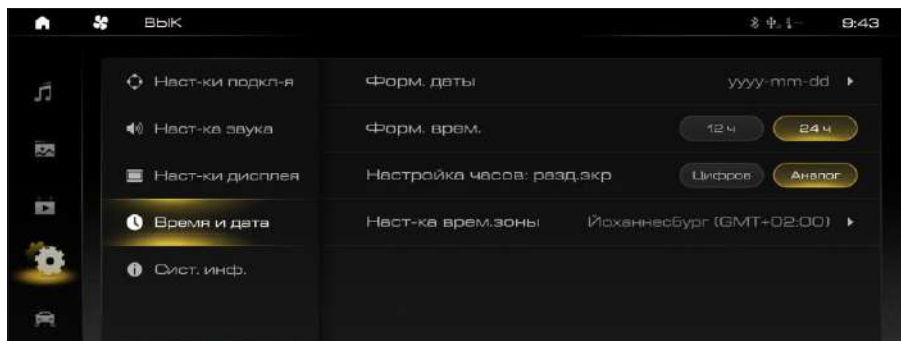 ВЫК 9:43
Наст-ки подкл-я Форм. даты yyyy-mm-dd
Наст-ка звука Форм. врем. 12 ч 24 ч
Наст-ки дисплея Настройка часов: разд.экр Цифров Аналог
Время и дата Наст-ка врем.зоны Йоханнесбург (GMT+02:00)
Сист. инф.